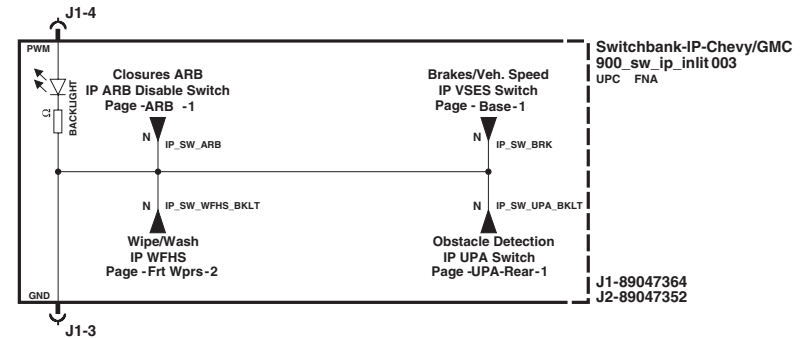 J1-4
PWM
Switchbank-IP-Chevy/GMC
900_sw_ip_inlit 003
UPC FNA
Closures ARB
IP ARB Disable Switch
Page -ARB -1
Brakes/Veh. Speed
IP VSES Switch
Page - Base-1
BACKLIGHT
Ω
N IP_SW_ARB
N IP_SW_BRK
N IP_SW_WFHS_BKLT
N IP_SW_UPA_BKLT
Wipe/Wash
IP WFHS
Page -Frt Wprs-2
Obstacle Detection
IP UPA Switch
Page -UPA-Rear-1
J1-89047364
J2-89047352
GND
J1-3